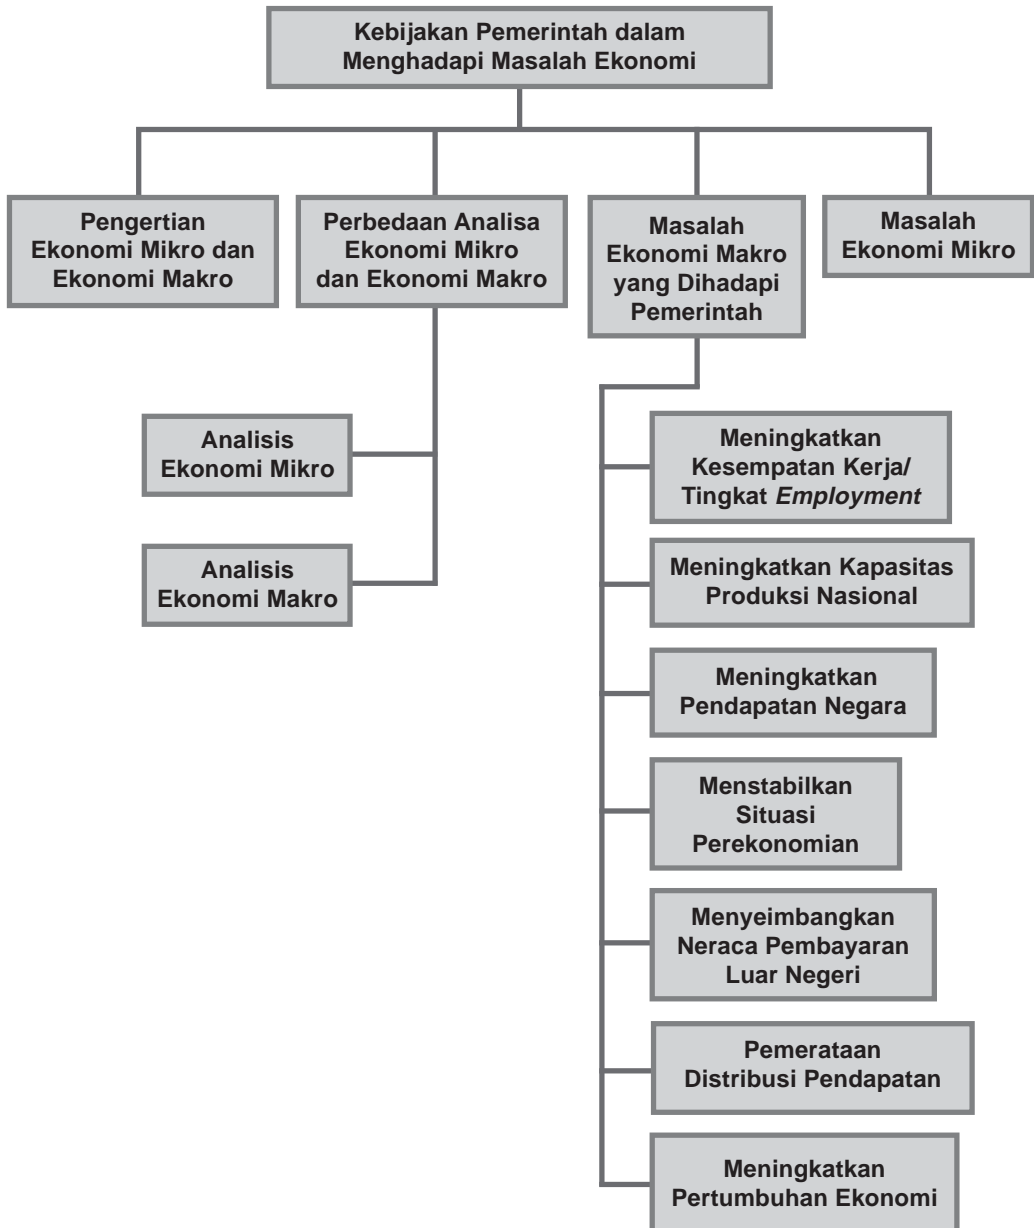 Kebijakan Pemerintah dalam
Menghadapi Masalah Ekonomi
Pengertian
Ekonomi Mikro dan
Ekonomi Makro
Perbedaan Analisa
Ekonomi Mikro
dan Ekonomi Makro
Masalah
Ekonomi Makro
yang Dihadapi
Pemerintah
Masalah
Ekonomi Mikro
Analisis
Ekonomi Mikro
Analisis
Ekonomi Makro
Meningkatkan
Kesempatan Kerja/
Tingkat Employment
Meningkatkan Kapasitas
Produksi Nasional
Meningkatkan
Pendapatan Negara
Menstabilkan
Situasi
Perekonomian
Menyeimbangkan
Neraca Pembayaran
Luar Negeri
Pemerataan
Distribusi Pendapatan
Meningkatkan
Pertumbuhan Ekonomi